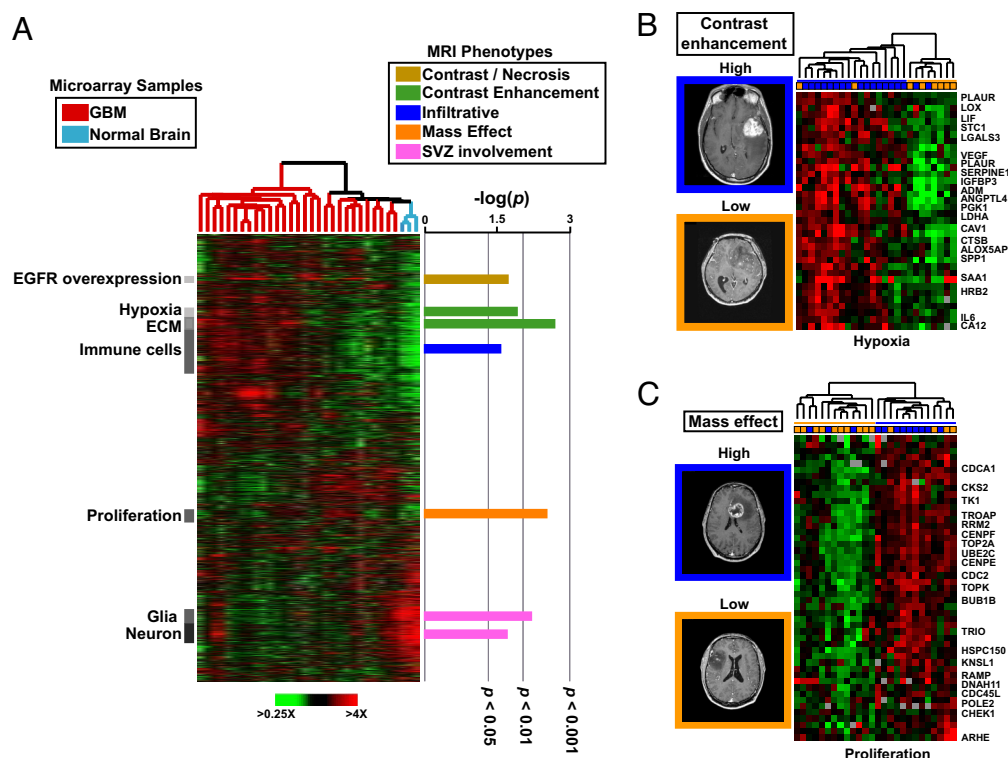 A
Microarray Samples
GBM
Normal Brain
MRI Phenotypes
Contrast / Necrosis
Contrast Enhancement
Infiltrative
Mass Effect
SVZ involvement
-log(p)
0
1.5
3
EGFR overexpression
Hypoxia
ECM
Immune cells
Proliferation
Glia
Neuron
>0.25X
>4X
p < 0.05
p < 0.01
p < 0.001
B
Contrast
enhancement
High
Low
PLAUR
LOX
LIF
STC1
LGALS3
VEGF
PLAUR
SERPINE1
IGFBP3
ADM
ANGPTL4
PGK1
LDHA
CAV1
CTSB
ALOX5AP
SPP1
SAA1
HRB2
IL6
CA12
Hypoxia
C
Mass effect
High
Low
CDCA1
CKS2
TK1
TROAP
RRM2
CENPF
TOP2A
UBE2C
CENPE
CDC2
TOPK
BUB1B
TRIO
HSPC150
KNSL1
RAMP
DNAH11
CDC45L
POLE2
CHEK1
ARHE
Proliferation